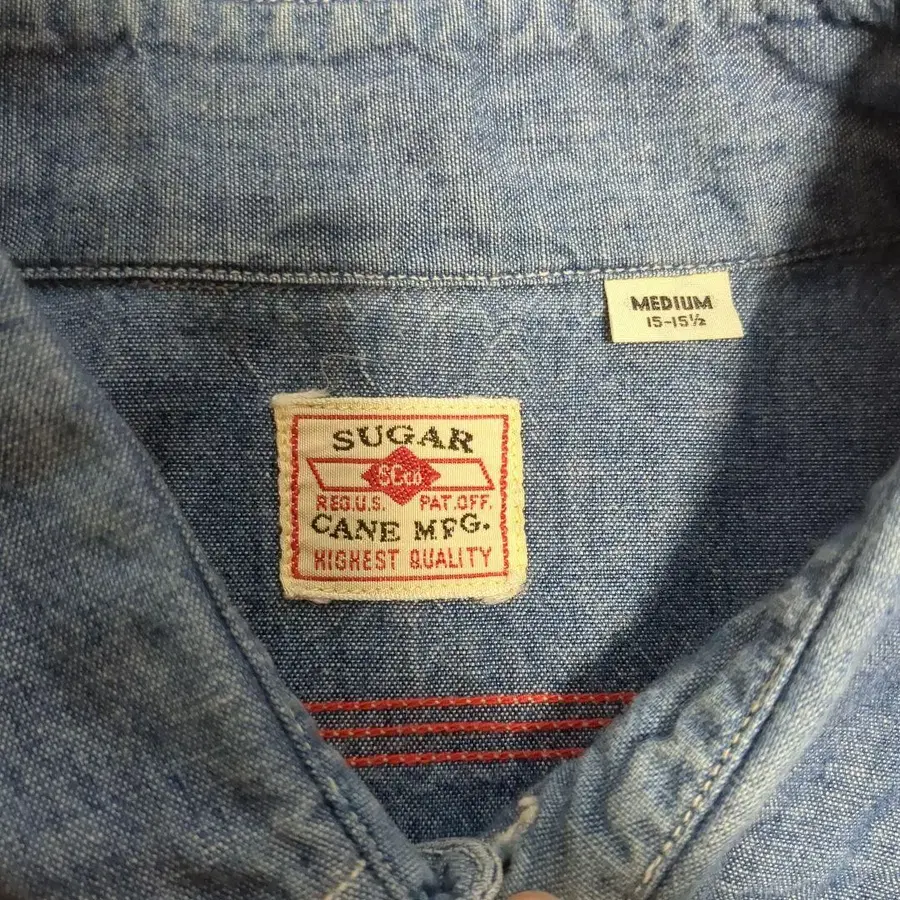 MEDIUM
15-15½
SUGAR
SCco
REG.U.S. PAT.OFF.
CANE MFG.
HIGHEST QUALITY